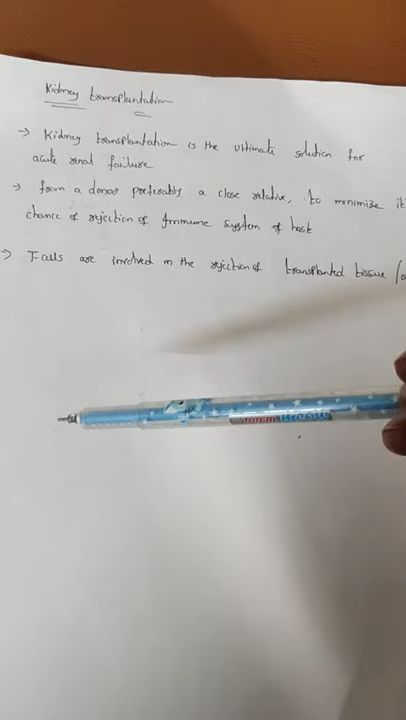 Kidney transplantation
→ Kidney transplantation is the ultimate solution for
acute renal failure
→ from a donor preferably a close relative, to minimize it
chance of rejection of Immune system of host
→ T-cells are involved in the rejection of transplanted tissue (o